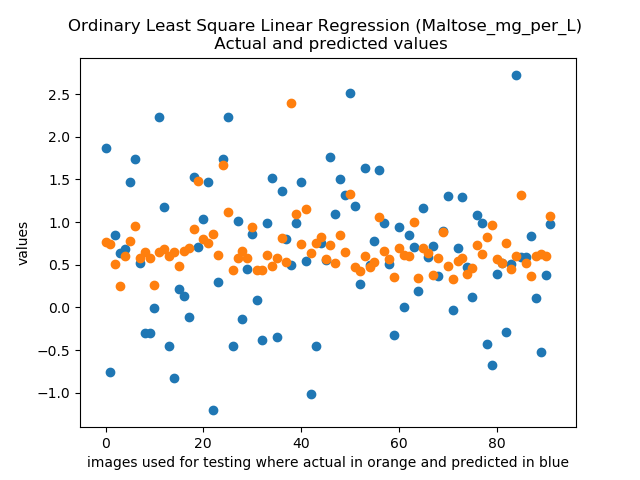 Ordinary Least Square Linear Regression (Maltose_mg_per_L)
Actual and predicted values
values
2.5
2.0
1.5
1.0
0.5
0.0
−0.5
−1.0
0 20 40 60 80
images used for testing where actual in orange and predicted in blue